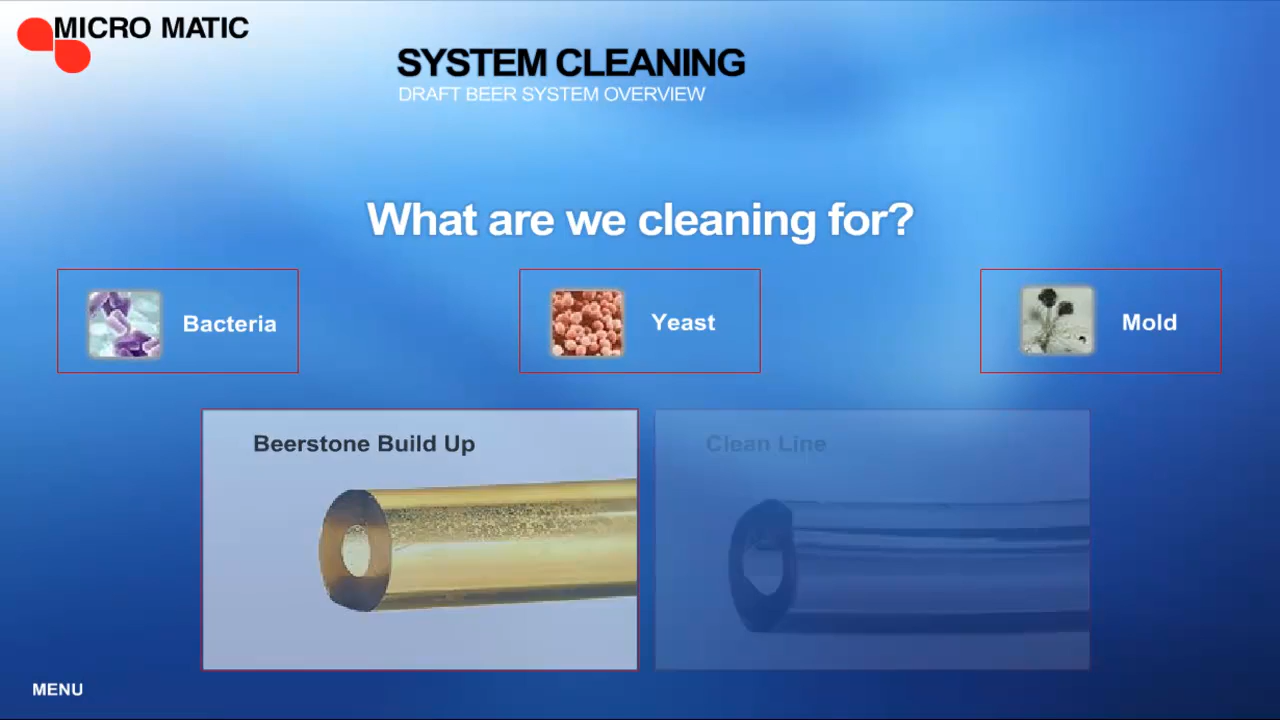 MICRO MATIC
SYSTEM CLEANING
DRAFT BEER SYSTEM OVERVIEW
What are we cleaning for?
Bacteria
Yeast
Mold
Beerstone Build Up
Clean Line
MENU